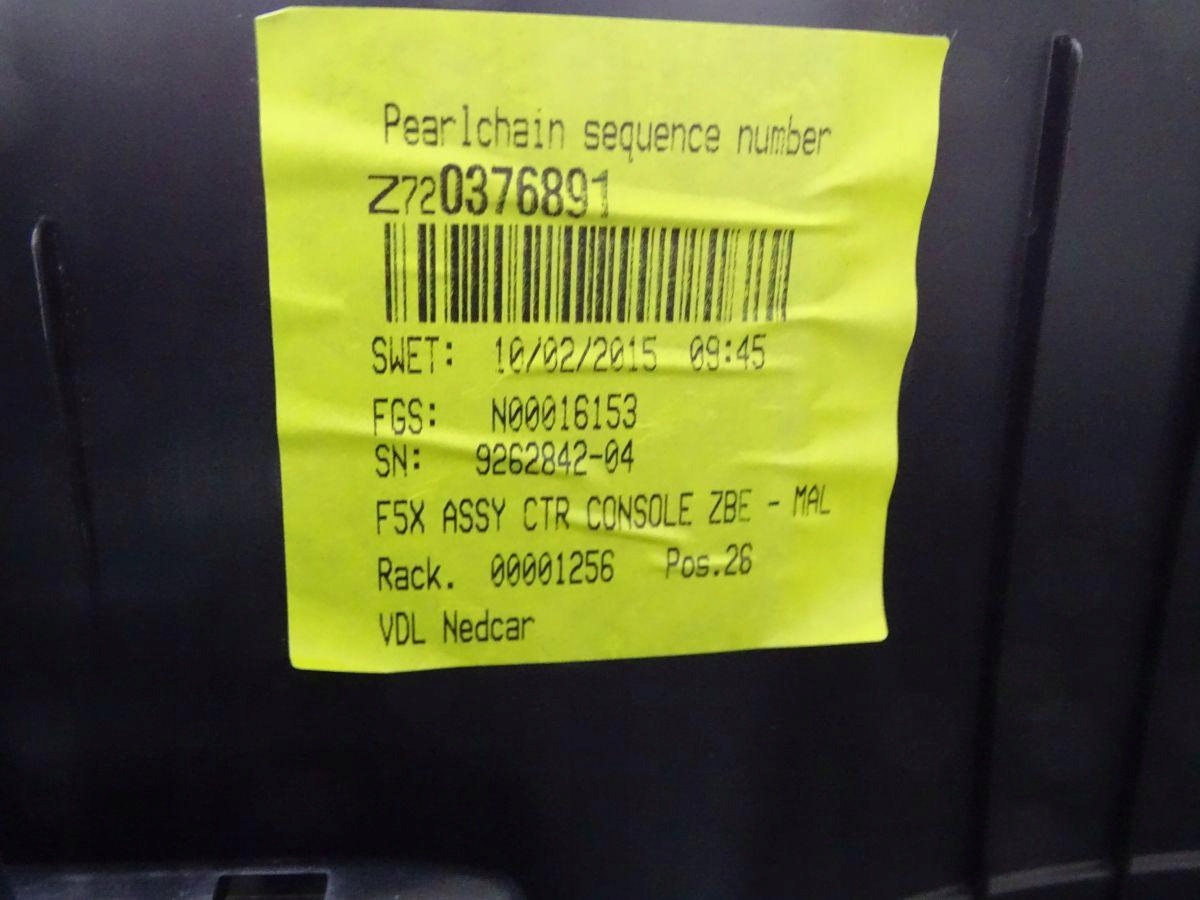 Pearlchain sequence number
Z720376891
SWET: 10/02/2015 09:45
FGS: N00016153
SN: 9262842-04
F5X ASSY CTR CONSOLE ZBE - MAL
Rack. 00001256 Pos.26
VDL Nedcar